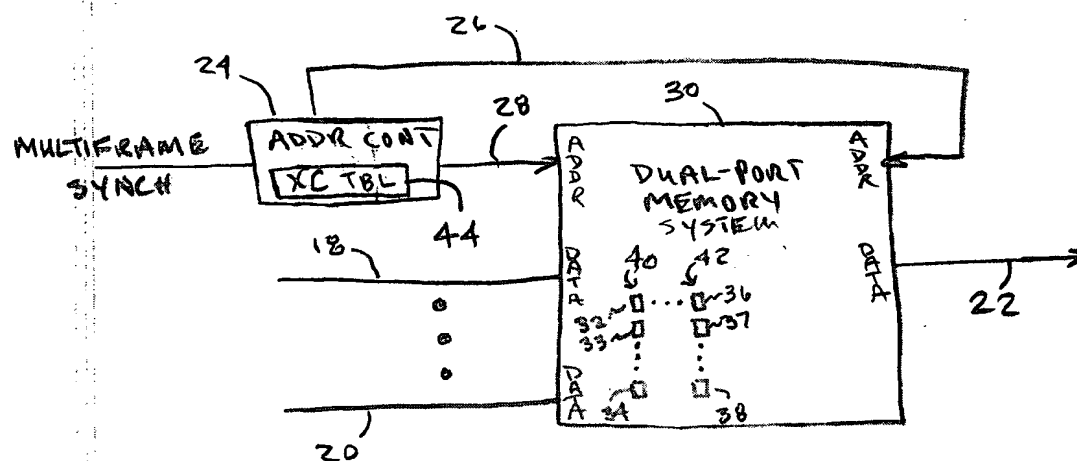 26
24
30
28
MULTIFRAME
SYNCH
ADDR CONT
XC TBL
44
ADDR
ADDR
DUAL-PORT
MEMORY
SYSTEM
18
DATA
DATA
40
42
22
32
36
33
37
34
38
DATA
20